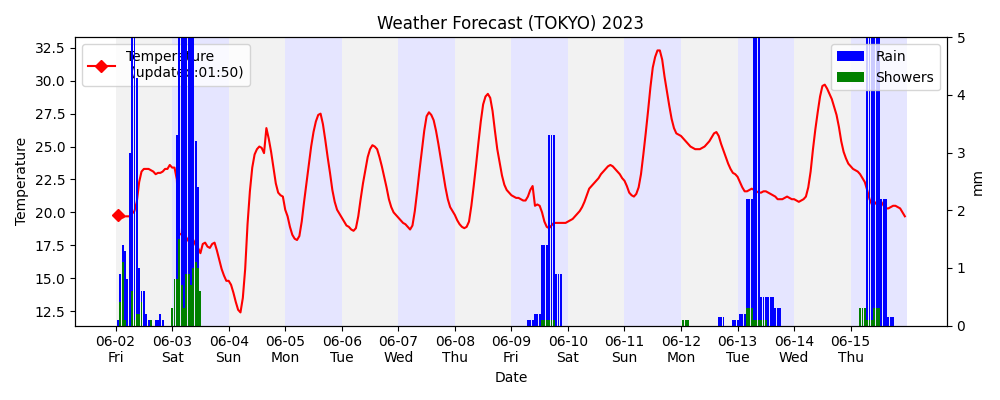 Weather Forecast (TOKYO) 2023
Temperature
(updated:01:50)
Rain
Showers
32.5
30.0
27.5
25.0
22.5
20.0
17.5
15.0
12.5
Temperature
5
4
3
2
1
0
mm
06-02 06-03 06-04 06-05 06-06 06-07 06-08 06-09 06-10 06-11 06-12 06-13 06-14 06-15
Fri Sat Sun Mon Tue Wed Thu Fri Sat Sun Mon Tue Wed Thu
Date